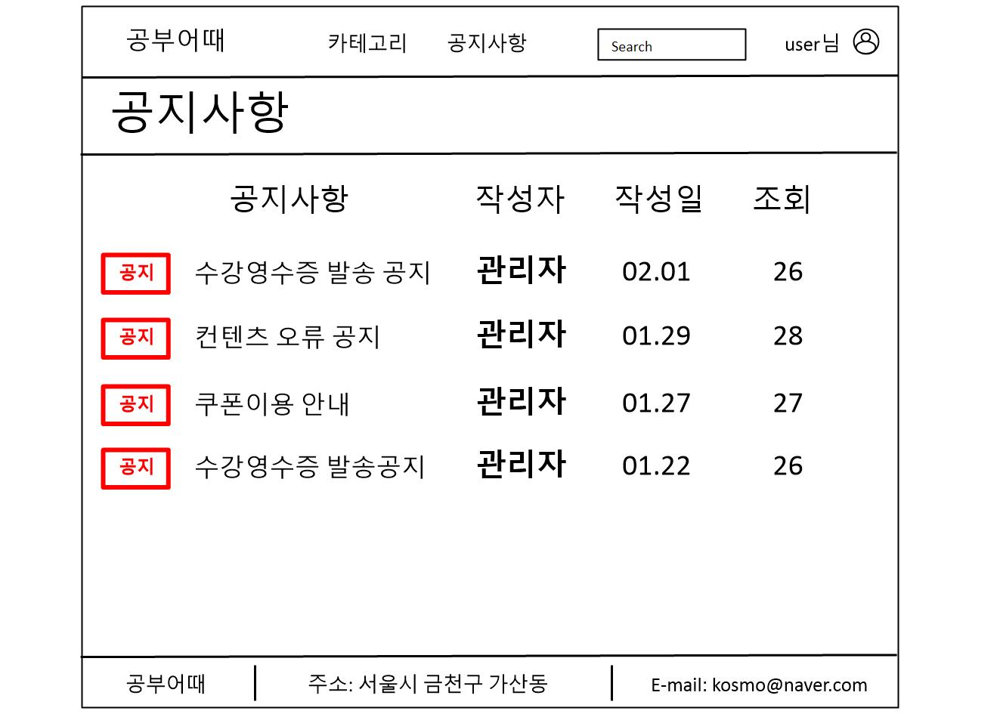 공부어때 카테고리 공지사항 Search user님
공지사항
공지사항 작성자 작성일 조회
공지 수강영수증 발송 공지 관리자 02.01 26
공지 컨텐츠 오류 공지 관리자 01.29 28
공지 쿠폰이용 안내 관리자 01.27 27
공지 수강영수증 발송공지 관리자 01.22 26
공부어때 주소: 서울시 금천구 가산동 E-mail: kosmo@naver.com